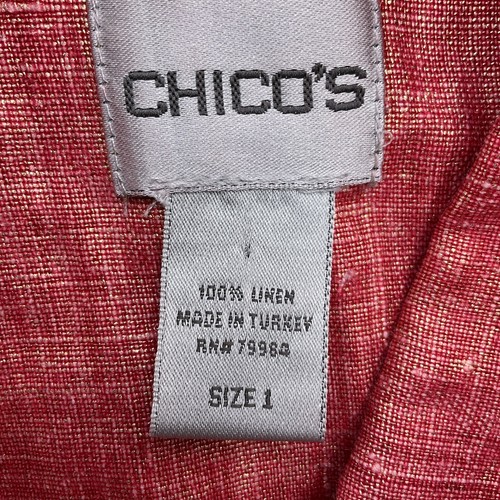 CHICO'S
100% LINEN
MADE IN TURKEY
RN# 79984
SIZE 1